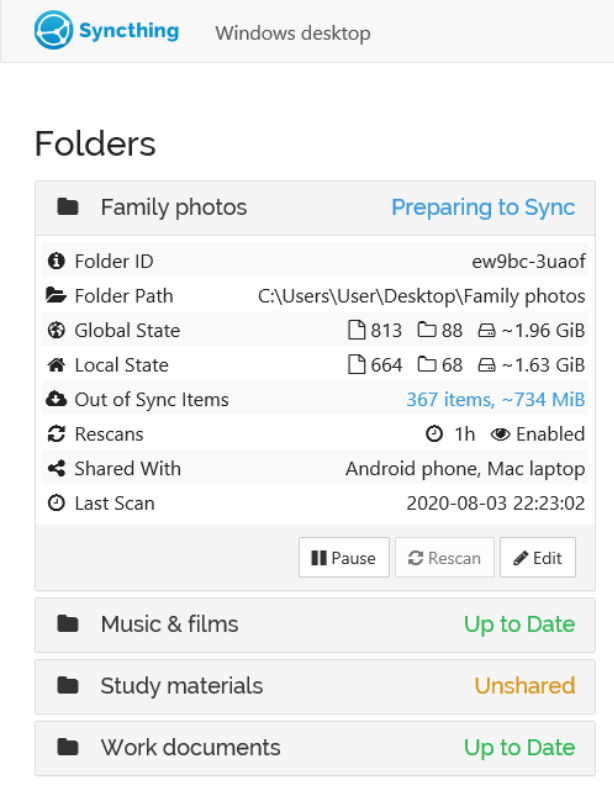 Syncthing Windows desktop
Folders
Family photos Preparing to Sync
Folder ID ew9bc-3uaof
Folder Path C:\Users\User\Desktop\Family photos
Global State 813 88 ~1.96 GiB
Local State 664 68 ~1.63 GiB
Out of Sync Items 367 items, ~734 MiB
Rescans 1h Enabled
Shared With Android phone, Mac laptop
Last Scan 2020-08-03 22:23:02
Pause Rescan Edit
Music & films Up to Date
Study materials Unshared
Work documents Up to Date